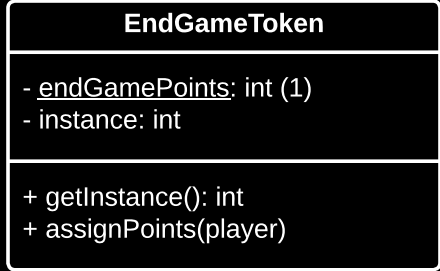 EndGameToken
- endGamePoints: int (1)
- instance: int
+ getInstance(): int
+ assignPoints(player)